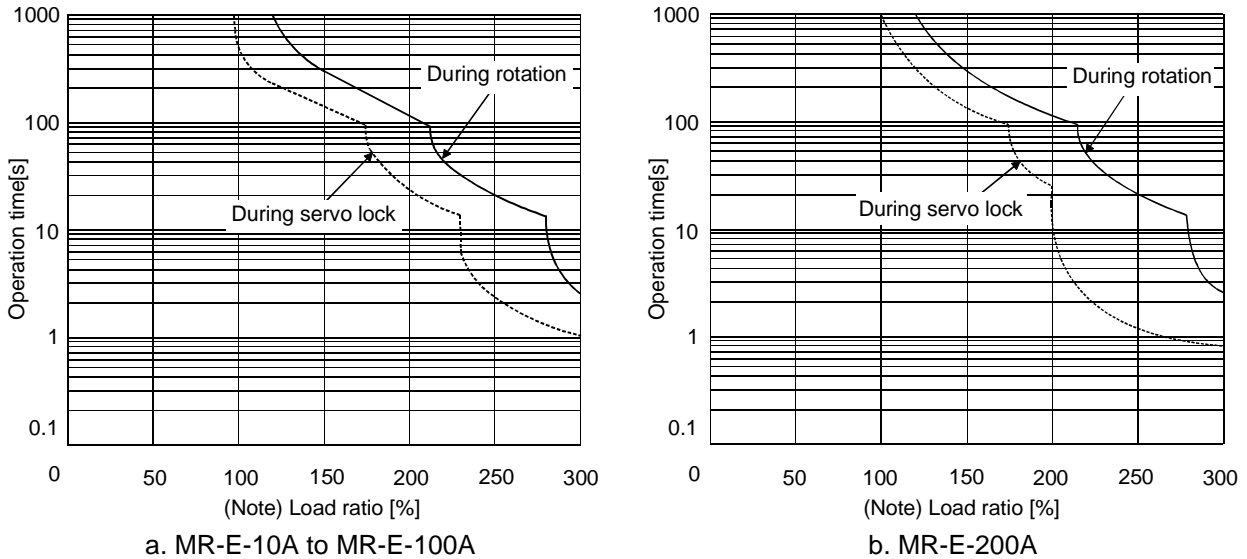 1000
100
10
1
0.1
0
Operation time[s]
During rotation
During servo lock
50 100 150 200 250 300
(Note) Load ratio [%]
a. MR-E-10A to MR-E-100A
1000
100
10
1
0.1
0
Operation time[s]
During rotation
During servo lock
50 100 150 200 250 300
(Note) Load ratio [%]
b. MR-E-200A